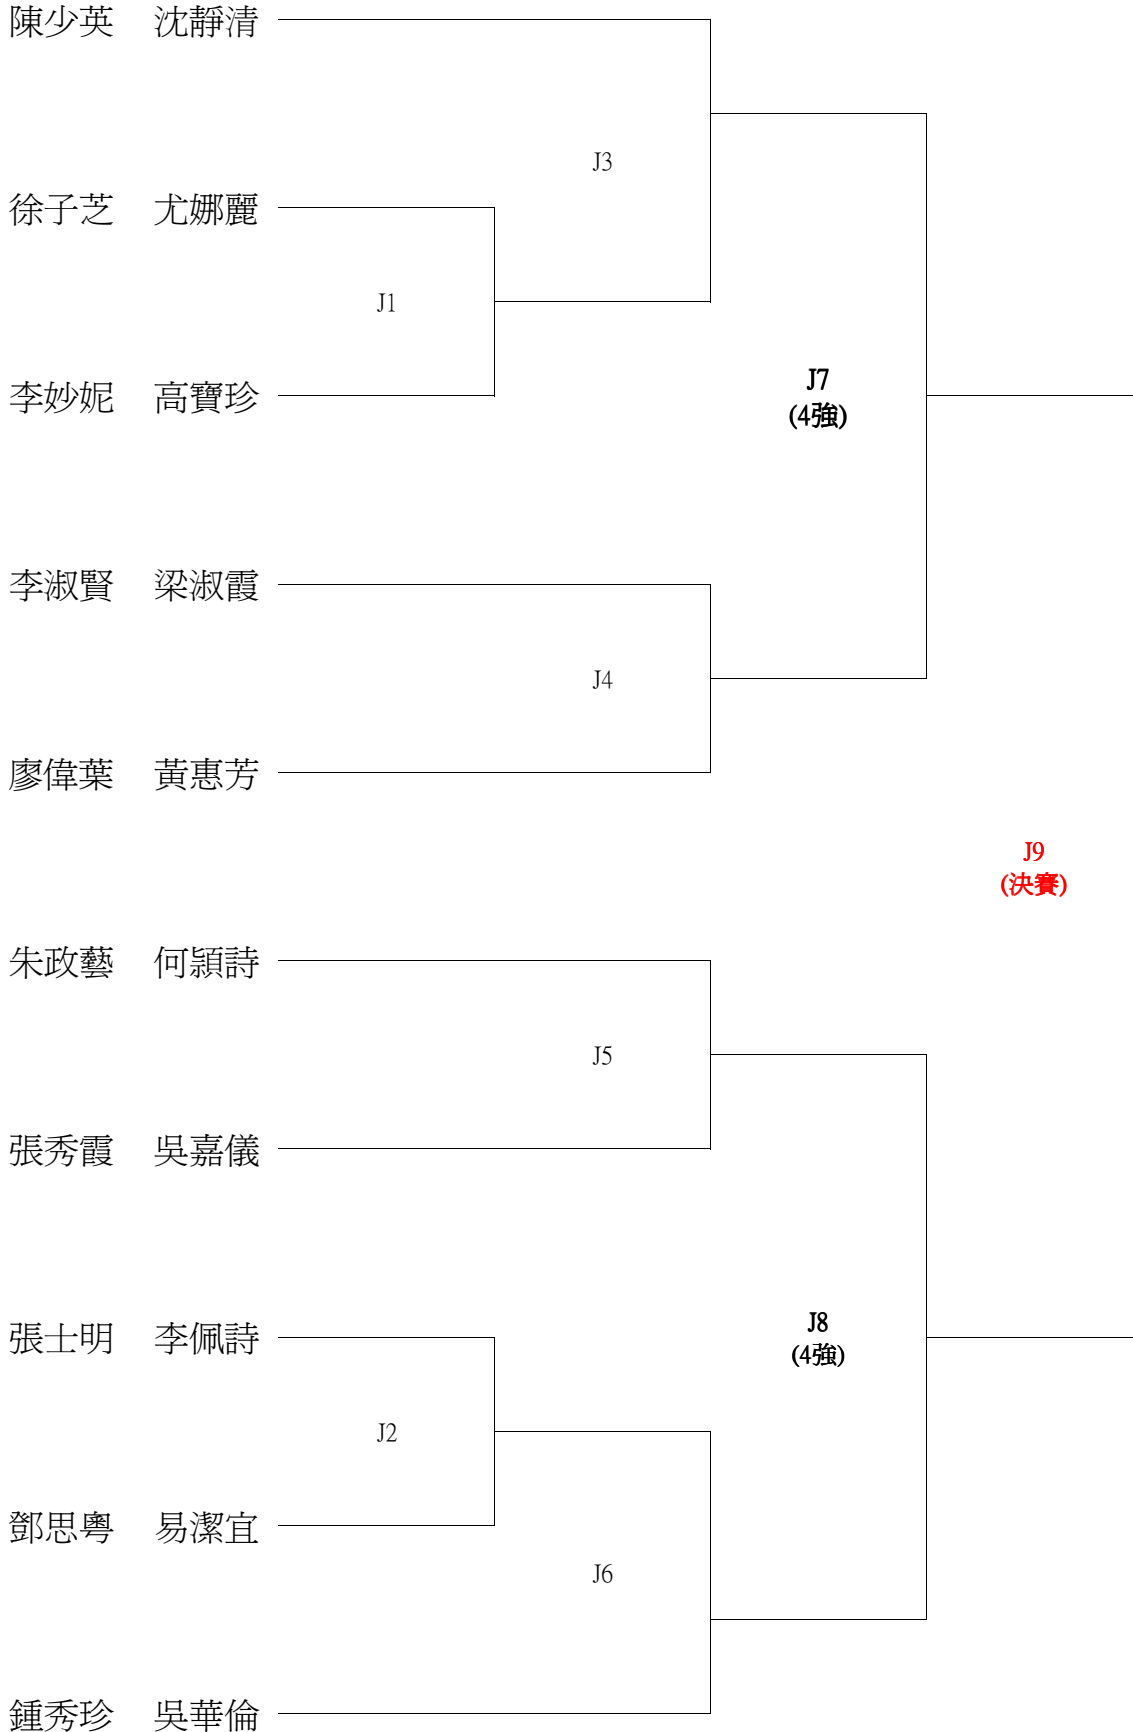 陳少英 沈靜清
J3
徐子芝 尤娜麗
J1
李妙妮 高寶珍
J7
(4強)
李淑賢 梁淑霞
J4
廖偉葉 黃惠芳
J9
(決賽)
朱政藝 何潁詩
J5
張秀霞 吳嘉儀
張士明 李佩詩
J8
(4強)
J2
鄧思粵 易潔宜
J6
鍾秀珍 吳華倫